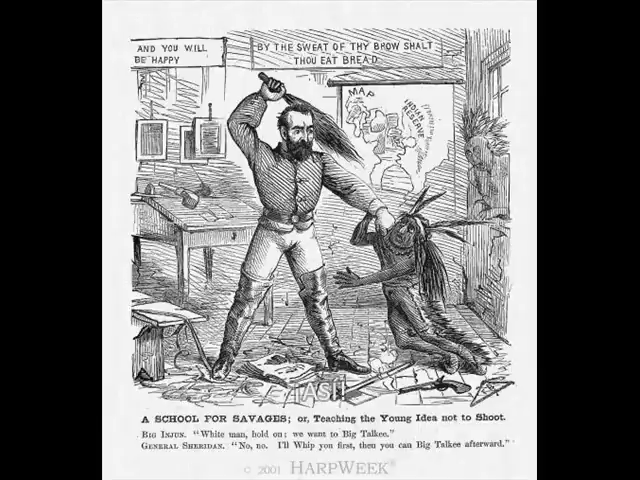 AND YOU WILL
BE HAPPY
BY THE SWEAT OF THY BROW SHALT
THOU EAT BREAD
MAP
INDIAN
RESERVE
A SCHOOL FOR SAVAGES; or, Teaching the Young Idea not to Shoot.
BIG INJUN. "White man, hold on; we want to Big Talkee."
GENERAL SHERIDAN. "No, no. I'll Whip you first, then you can Big Talkee afterward."
© 2001 HARPWEEK®